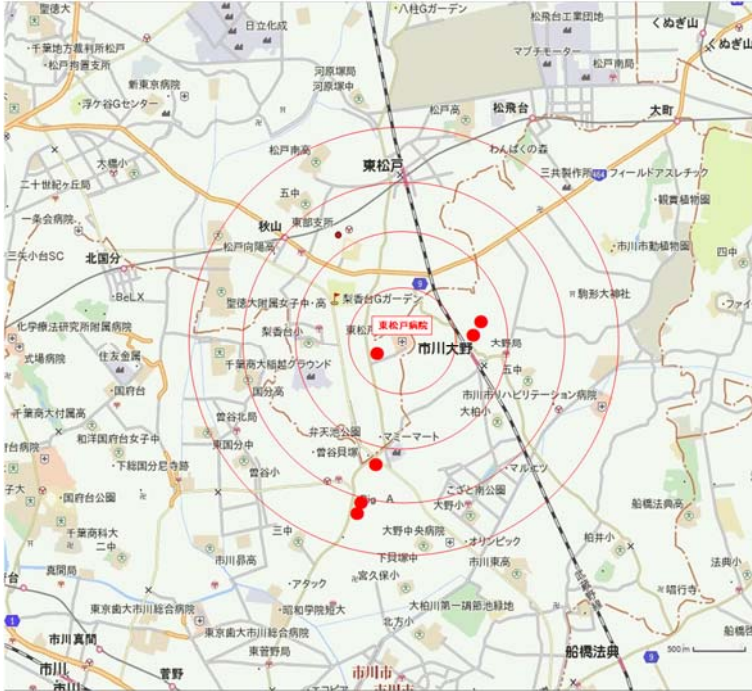 聖徳大
日立化成
八柱Gガーデン
松飛台工業団地
くぬぎ山
千葉地方裁判所松戸
松戸拘置支所
マブチモーター
松戸南局
くぬぎ山
河原塚局
河原塚中
新東京病院
浮ケ谷Gセンター
松戸高
松飛台
大町
松戸南高
わんぱくの森
大橋小
東松戸
三共製作所
464
フィールドアスレチック
二十世紀ヶ丘局
五中
観賞植物園
一条会病院
秋山
東部支所
三矢小台SC
北国分
松戸向陽高
市川市動植物園
四中
9
BeLX
聖徳大附属女子中・高
梨香台Gガーデン
駒形大神社
化学療法研究所附属病院
梨香台小
東松戸病院
大野局
式場病院
住友金属
千葉商大稲越グラウンド
市川大野
五中
国府台
国分高
市川市リハビリテーション病院
千葉商大付属高
曽谷北局
大柏小
和洋国府台女子中
弁天池公園
マミーマート
東国分中
曽谷貝塚
下総国分尼寺跡
曽谷小
マルエツ
国府台公園
こざと南公園
船橋法典高
大野小
千葉商科大
三中
大野中央病院
オリンピック
二中
柏井小
真間局
市川昴高
下貝塚中
市川東高
法典小
アタック
宮久保小
唱行寺
東京歯大市川総合病院
昭和学院短大
大柏川第一調節池緑地
1
北方小
東京歯大市川総合病院
市川真間
東菅野局
船橋法典
9
500m
市川
菅野
市川市